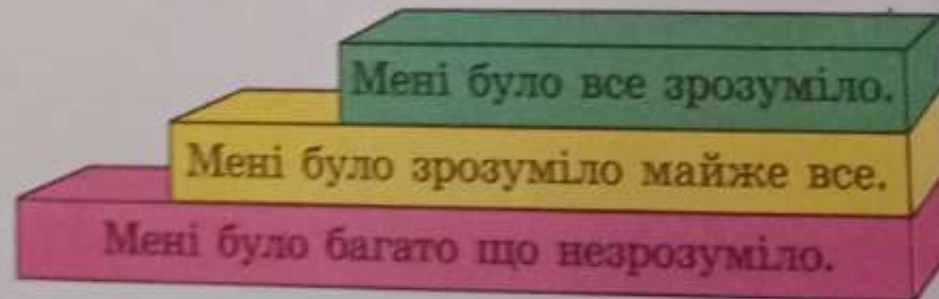 Мені було все зрозуміло.
Мені було зрозуміло майже все.
Мені було багато що незрозуміло.